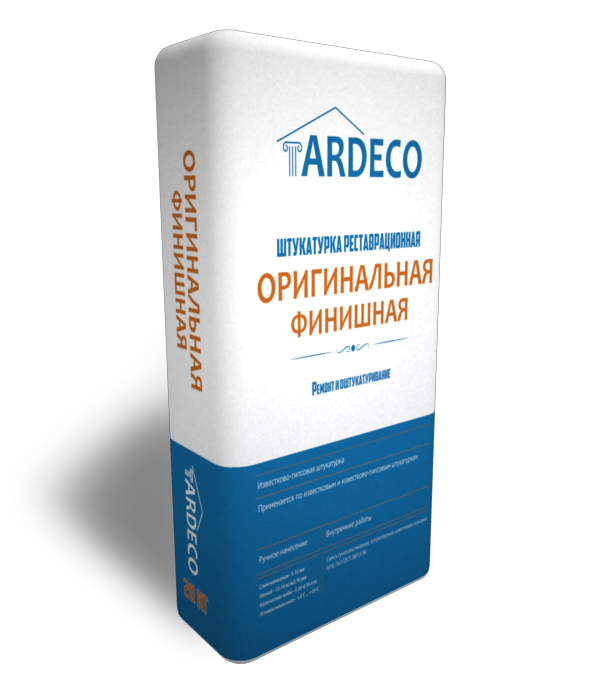 ARDECO
ШТУКАТУРКА РЕСТАВРАЦИОННАЯ
ОРИГИНАЛЬНАЯ
ФИНИШНАЯ
Ремонт и оштукатуривание
Известково-гипсовая штукатурка
Применяется по известковым и известково-гипсовым штукатуркам
Ручное нанесение
Внутренние работы
ОРИГИНАЛЬНАЯ
ФИНИШНАЯ
ARDECO
20 КГ